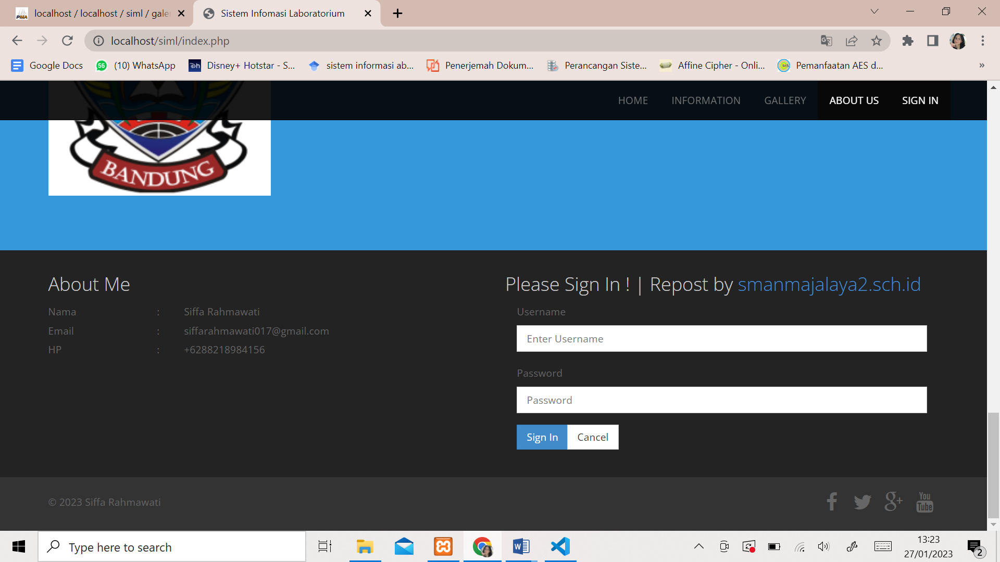 localhost / localhost / siml / gale
Sistem Infomasi Laboratorium
localhost/siml/index.php
Google Docs
(10) WhatsApp
Disney+ Hotstar - S...
sistem informasi ab...
Penerjemah Dokum...
Perancangan Siste...
Affine Cipher - Onli...
Pemanfaatan AES d...
»
HOME INFORMATION GALLERY ABOUT US SIGN IN
BANDUNG
About Me
Nama : Siffa Rahmawati
Email : siffarahmawati017@gmail.com
HP : +6288218984156
Please Sign In ! | Repost by smanmajalaya2.sch.id
Username
Enter Username
Password
Password
Sign In Cancel
© 2023 Siffa Rahmawati
You
Tube
Type here to search
13:23
27/01/2023
2